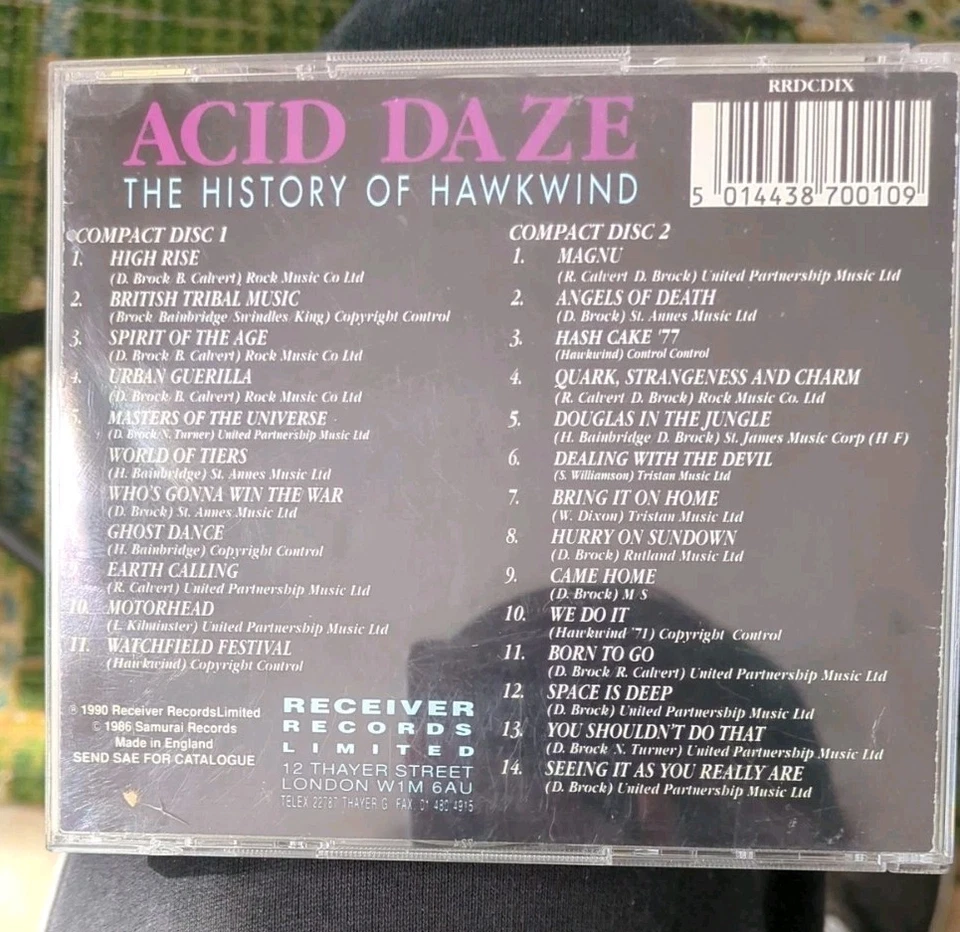 RRDCDIX
ACID DAZE
THE HISTORY OF HAWKWIND
5 014438 700109
COMPACT DISC 1
1. HIGH RISE
(D. Brock B. Calvert) Rock Music Co Ltd
2. BRITISH TRIBAL MUSIC
(Brock Bainbridge Swindles King) Copyright Control
3. SPIRIT OF THE AGE
(D. Brock B. Calvert) Rock Music Co Ltd
4. URBAN GUERILLA
(D. Brock B. Calvert) Rock Music Co Ltd
5. MASTERS OF THE UNIVERSE
(D. Brock N. Turner) United Partnership Music Ltd
WORLD OF TIERS
(H. Bainbridge) St. Annes Music Ltd
WHO'S GONNA WIN THE WAR
(D. Brock) St. Annes Music Ltd
GHOST DANCE
(H. Bainbridge) Copyright Control
EARTH CALLING
(R. Calvert) United Partnership Music Ltd
10. MOTORHEAD
(L. Kilminster) United Partnership Music Ltd
11. WATCHFIELD FESTIVAL
(Hawkwind) Copyright Control
COMPACT DISC 2
1. MAGNU
(R. Calvert D. Brock) United Partnership Music Ltd
2. ANGELS OF DEATH
(D. Brock) St. Annes Music Ltd
3. HASH CAKE '77
(Hawkwind) Control Control
4. QUARK, STRANGENESS AND CHARM
(R. Calvert D. Brock) Rock Music Co. Ltd
5. DOUGLAS IN THE JUNGLE
(H. Bainbridge D. Brock) St. James Music Corp (H F)
6. DEALING WITH THE DEVIL
(S. Williamson) Tristan Music Ltd
7. BRING IT ON HOME
(W. Dixon) Tristan Music Ltd
8. HURRY ON SUNDOWN
(D. Brock) Rutland Music Ltd
9. CAME HOME
(D. Brock) M S
10. WE DO IT
(Hawkwind '71) Copyright Control
11. BORN TO GO
(D. Brock R. Calvert) United Partnership Music Ltd
12. SPACE IS DEEP
(D. Brock) United Partnership Music Ltd
13. YOU SHOULDN'T DO THAT
(D. Brock N. Turner) United Partnership Music Ltd
14. SEEING IT AS YOU REALLY ARE
(D. Brock) United Partnership Music Ltd
℗ 1990 Receiver RecordsLimited
© 1986 Samurai Records
Made in England
SEND SAE FOR CATALOGUE
RECEIVER
RECORDS
LIMITED
12 THAYER STREET
LONDON W1M 6AU
TELEX 22787 THAYER G FAX 01 480 4915